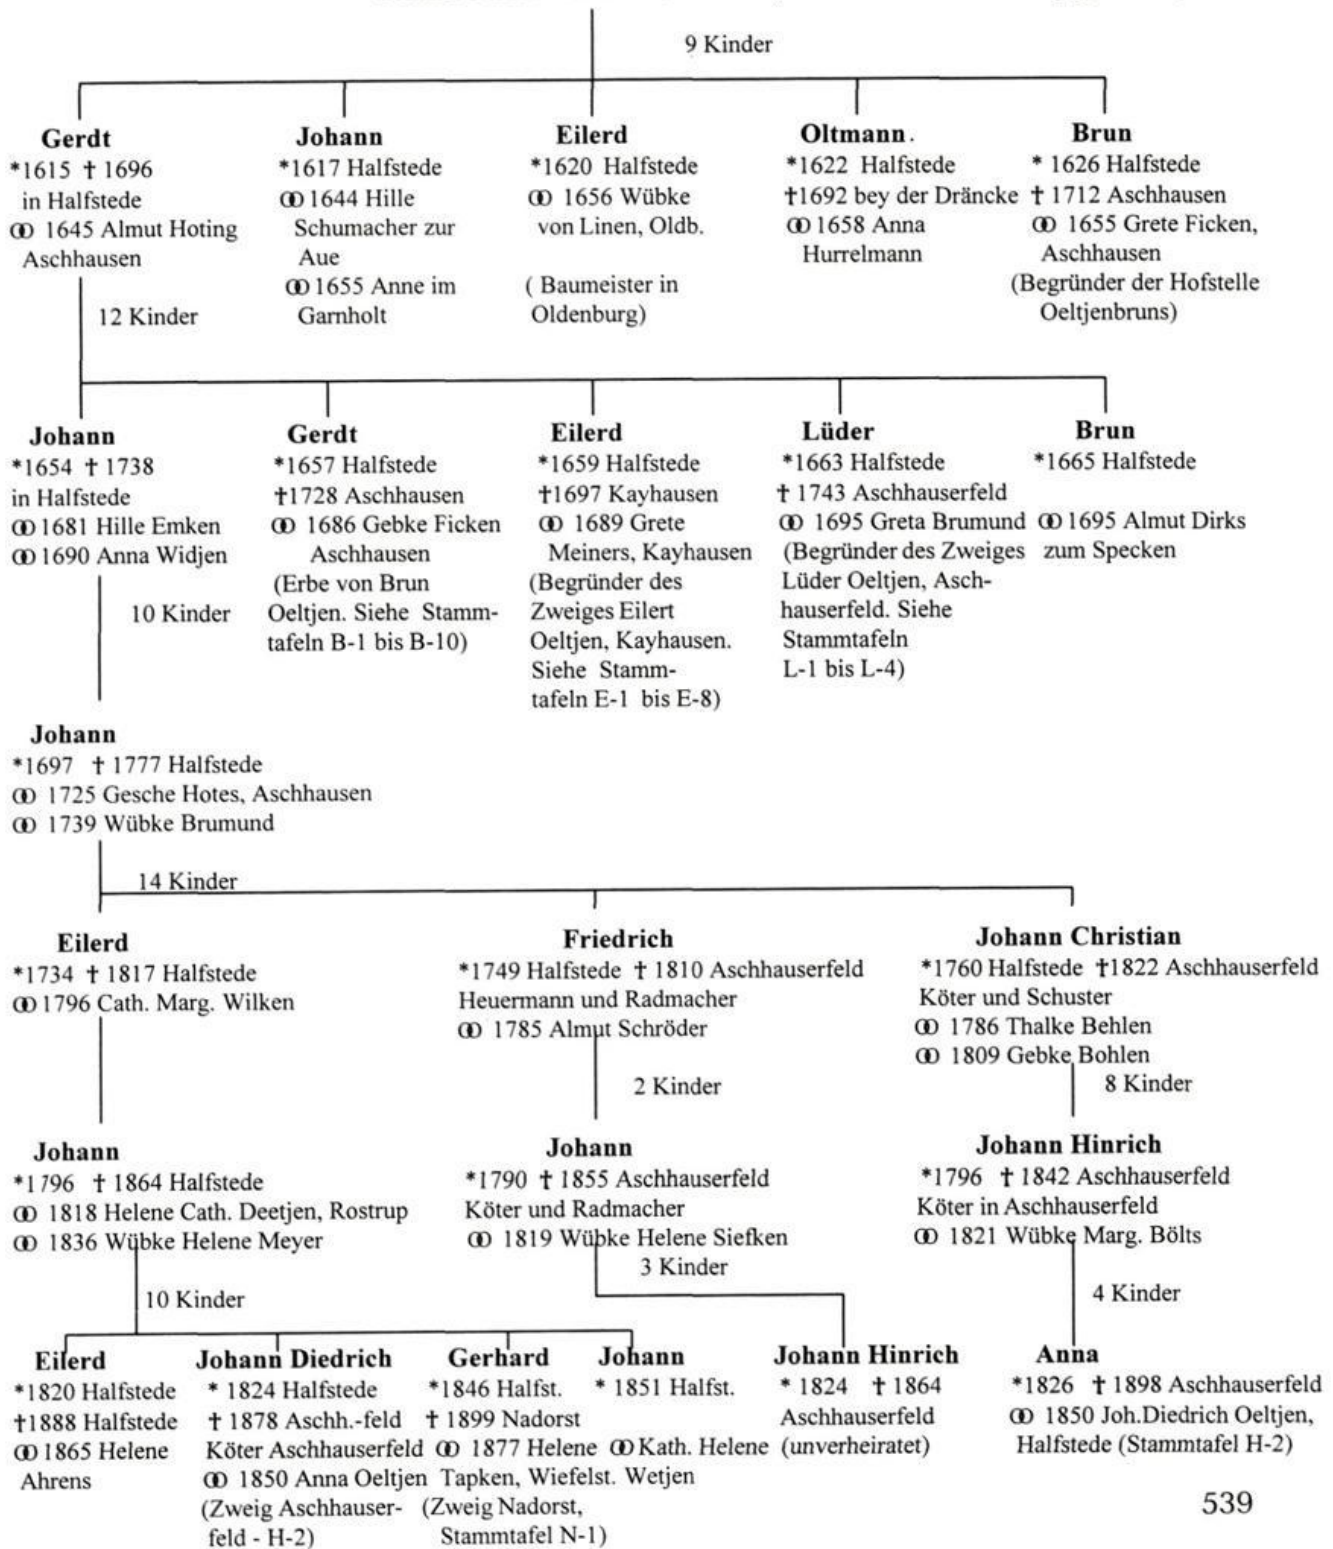 9 Kinder
Gerdt
*1615 † 1696
in Halfstede
⚭ 1645 Almut Hoting
Aschhausen
Johann
*1617 Halfstede
⚭ 1644 Hille
Schumacher zur
Aue
⚭ 1655 Anne im
Garnholt
Eilerd
*1620 Halfstede
⚭ 1656 Wübke
von Linen, Oldb.
( Baumeister in
Oldenburg)
Oltmann.
*1622 Halfstede
†1692 bey der Dräncke
⚭ 1658 Anna
Hurrelmann
Brun
* 1626 Halfstede
† 1712 Aschhausen
⚭ 1655 Grete Ficken,
Aschhausen
(Begründer der Hofstelle
Oeltjenbruns)
12 Kinder
Johann
*1654 † 1738
in Halfstede
⚭ 1681 Hille Emken
⚭ 1690 Anna Widjen
Gerdt
*1657 Halfstede
†1728 Aschhausen
⚭ 1686 Gebke Ficken
Aschhausen
(Erbe von Brun
Oeltjen. Siehe Stamm-
tafeln B-1 bis B-10)
Eilerd
*1659 Halfstede
†1697 Kayhausen
⚭ 1689 Grete
Meiners, Kayhausen
(Begründer des
Zweiges Eilert
Oeltjen, Kayhausen.
Siehe Stamm-
tafeln E-1 bis E-8)
Lüder
*1663 Halfstede
† 1743 Aschhauserfeld
⚭ 1695 Greta Brumund
(Begründer des Zweiges
Lüder Oeltjen, Asch-
hauserfeld. Siehe
Stammtafeln
L-1 bis L-4)
Brun
*1665 Halfstede
⚭ 1695 Almut Dirks
zum Specken
10 Kinder
Johann
*1697 † 1777 Halfstede
⚭ 1725 Gesche Hotes, Aschhausen
⚭ 1739 Wübke Brumund
14 Kinder
Eilerd
*1734 † 1817 Halfstede
⚭ 1796 Cath. Marg. Wilken
Friedrich
*1749 Halfstede † 1810 Aschhauserfeld
Heuermann und Radmacher
⚭ 1785 Almut Schröder
2 Kinder
Johann Christian
*1760 Halfstede †1822 Aschhauserfeld
Köter und Schuster
⚭ 1786 Thalke Behlen
⚭ 1809 Gebke Bohlen
8 Kinder
Johann
*1796 † 1864 Halfstede
⚭ 1818 Helene Cath. Deetjen, Rostrup
⚭ 1836 Wübke Helene Meyer
10 Kinder
Johann
*1790 † 1855 Aschhauserfeld
Köter und Radmacher
⚭ 1819 Wübke Helene Siefken
3 Kinder
Johann Hinrich
*1796 † 1842 Aschhauserfeld
Köter in Aschhauserfeld
⚭ 1821 Wübke Marg. Bölts
4 Kinder
Eilerd
*1820 Halfstede
†1888 Halfstede
⚭ 1865 Helene
Ahrens
Johann Diedrich
* 1824 Halfstede
† 1878 Aschh.-feld
Köter Aschhauserfeld
⚭ 1850 Anna Oeltjen
(Zweig Aschhauser-
feld - H-2)
Gerhard
*1846 Halfst.
† 1899 Nadorst
⚭ 1877 Helene
Tapken, Wiefelst.
(Zweig Nadorst,
Stammtafel N-1)
Johann
* 1851 Halfst.
⚭ Kath. Helene
Wetjen
Johann Hinrich
* 1824 † 1864
Aschhauserfeld
(unverheiratet)
Anna
*1826 † 1898 Aschhauserfeld
⚭ 1850 Joh.Diedrich Oeltjen,
Halfstede (Stammtafel H-2)
539